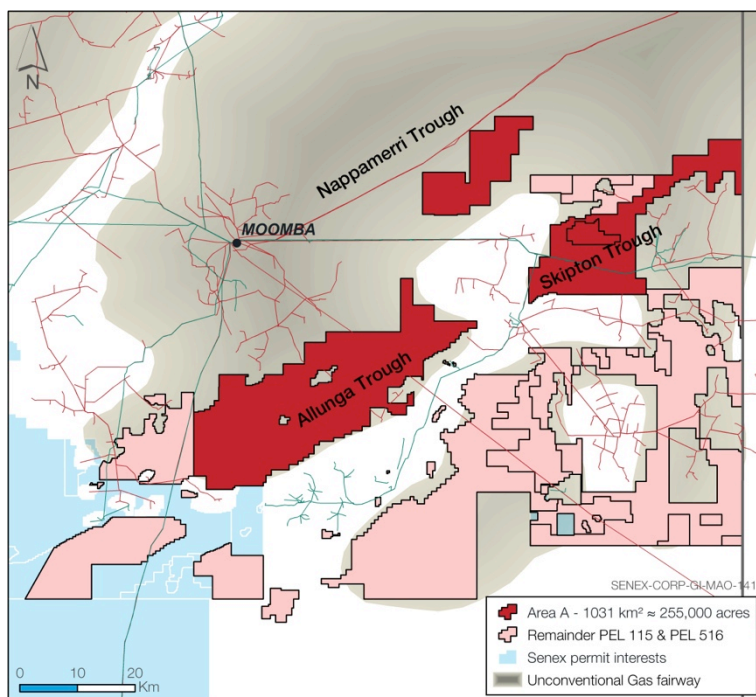 N
Nappamerri Trough
MOOMBA
Skipton Trough
Allunga Trough
SENEX-CORP-GI-MAO-141
Area A - 1031 km² ≈ 255,000 acres
Remainder PEL 115 & PEL 516
Senex permit interests
Unconventional Gas fairway
0 10 20
Km